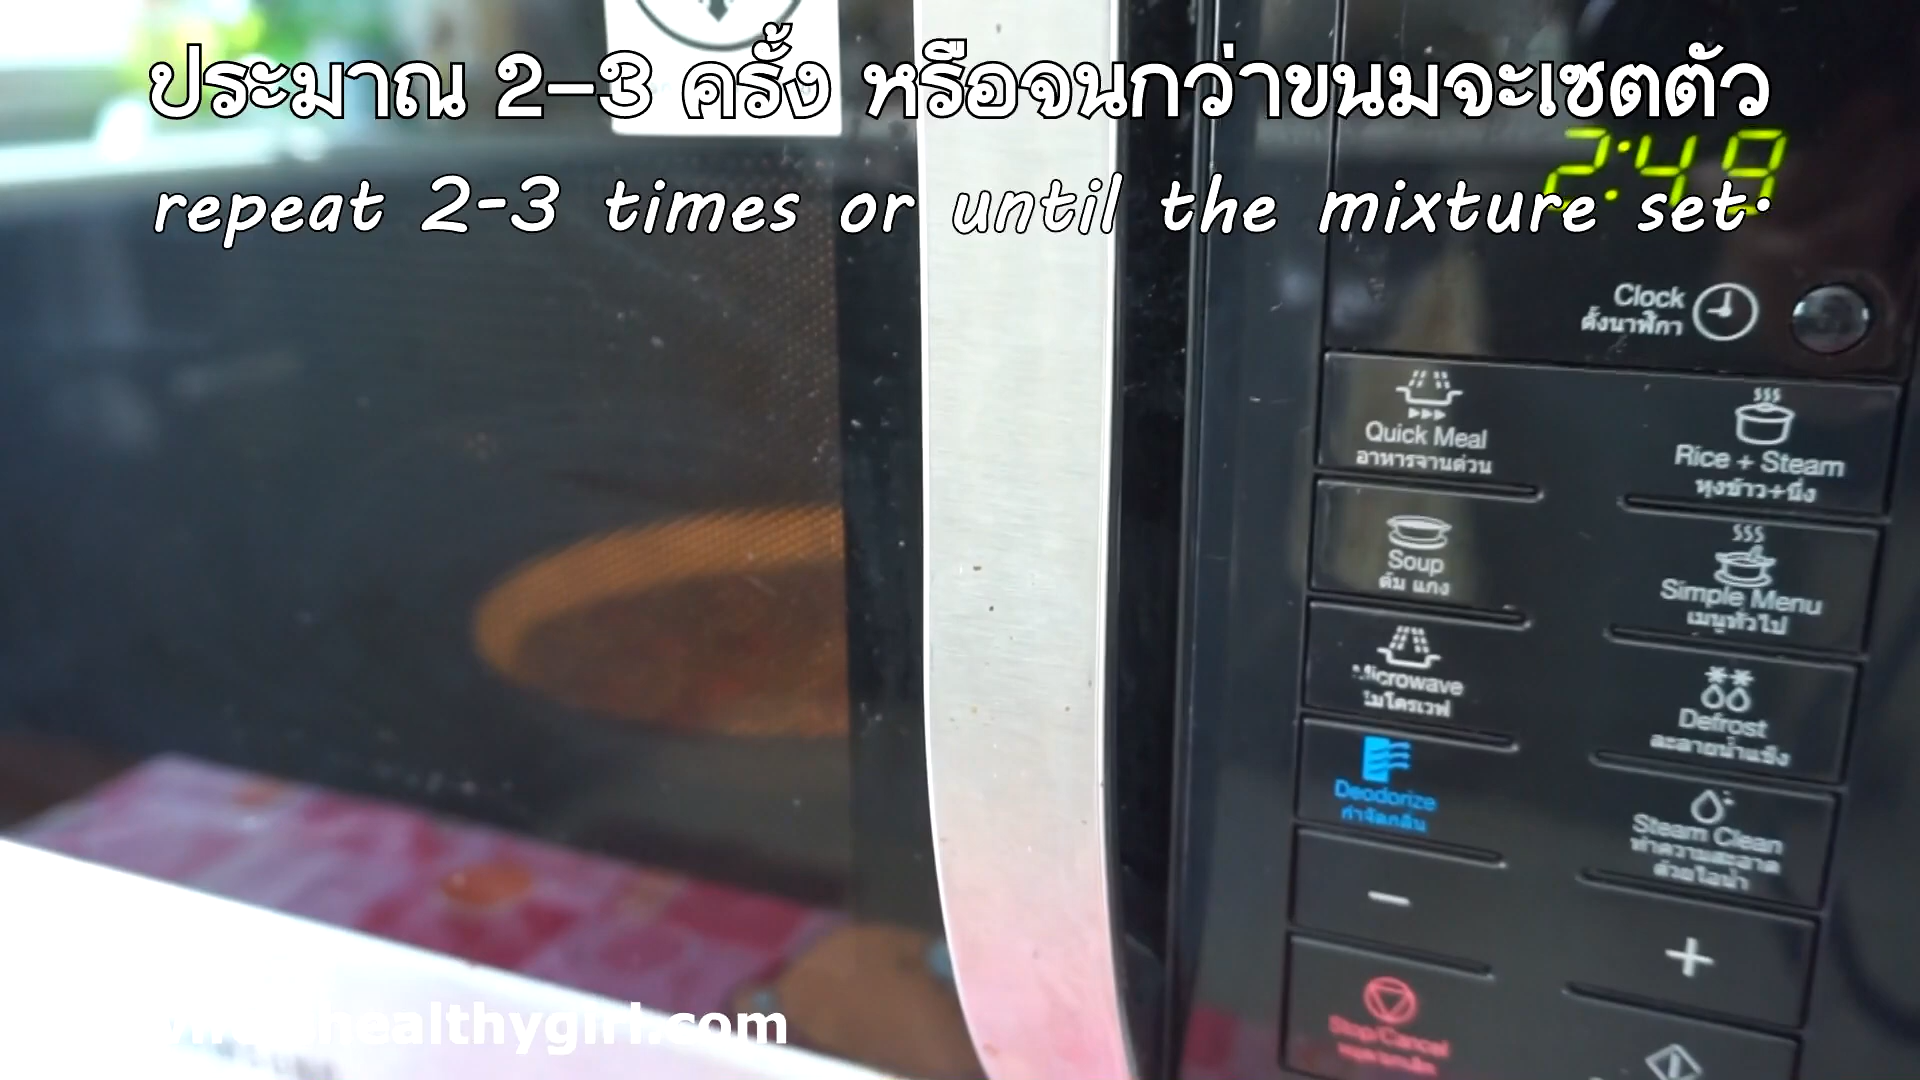 ประมาณ 2-3 ครั้ง หรือจนกว่าขนมจะเซตตัว
repeat 2-3 times or until the mixture set.
2:49
Clock
ตั้งนาฬิกา
Quick Meal
อาหารจานด่วน
Rice + Steam
หุงข้าว+นึ่ง
Soup
ต้ม แกง
Simple Menu
เมนูทั่วไป
Microwave
ไมโครเวฟ
Defrost
ละลายน้ำแข็ง
Deodorize
กำจัดกลิ่น
Steam Clean
ทำความสะอาด
ด้วยไอน้ำ
-
+
Stop/Cancel
healthygirl.com